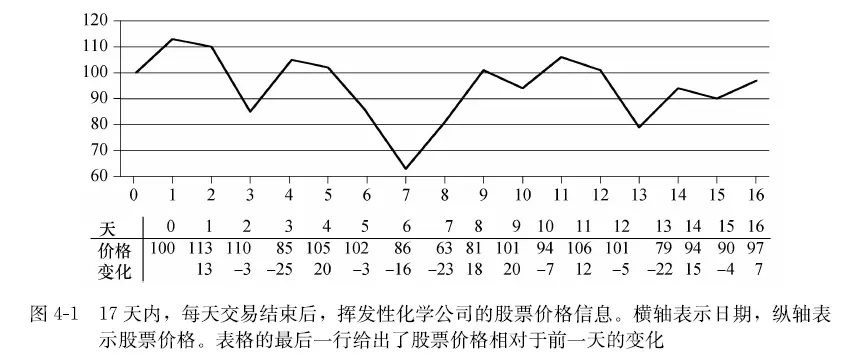 120
110
100
90
80
70
60
0 1 2 3 4 5 6 7 8 9 10 11 12 13 14 15 16
天 0 1 2 3 4 5 6 7 8 9 10 11 12 13 14 15 16
价格 100 113 110 85 105 102 86 63 81 101 94 106 101 79 94 90 97
变化 13 –3 –25 20 –3 –16 –23 18 20 –7 12 –5 –22 15 –4 7
图 4-1 17 天内，每天交易结束后，挥发性化学公司的股票价格信息。横轴表示日期，纵轴表
示股票价格。表格的最后一行给出了股票价格相对于前一天的变化